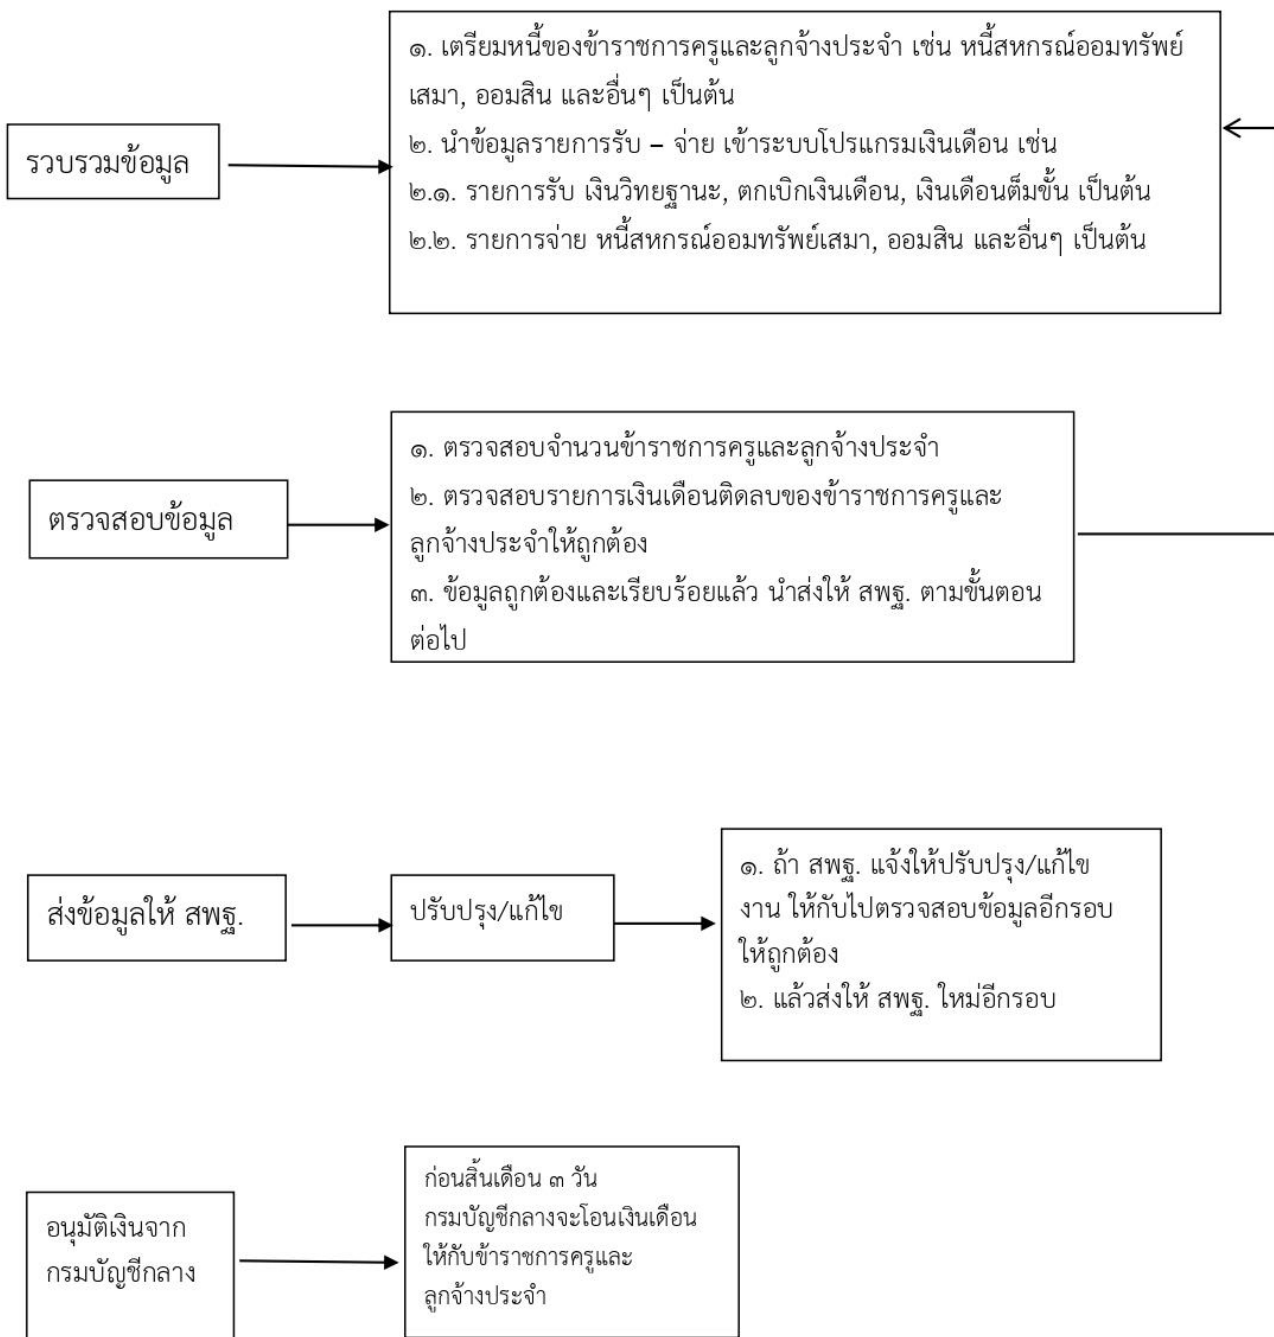 รวบรวมข้อมูล
๑. เตรียมหนี้ของข้าราชการครูและลูกจ้างประจำ เช่น หนี้สหกรณ์ออมทรัพย์
เสมา, ออมสิน และอื่นๆ เป็นต้น
๒. นำข้อมูลรายการรับ – จ่าย เข้าระบบโปรแกรมเงินเดือน เช่น
๒.๑. รายการรับ เงินวิทยฐานะ, ตกเบิกเงินเดือน, เงินเดือนต็มขั้น เป็นต้น
๒.๒. รายการจ่าย หนี้สหกรณ์ออมทรัพย์เสมา, ออมสิน และอื่นๆ เป็นต้น
ตรวจสอบข้อมูล
๑. ตรวจสอบจำนวนข้าราชการครูและลูกจ้างประจำ
๒. ตรวจสอบรายการเงินเดือนติดลบของข้าราชการครูและ
ลูกจ้างประจำให้ถูกต้อง
๓. ข้อมูลถูกต้องและเรียบร้อยแล้ว นำส่งให้ สพฐ. ตามขั้นตอน
ต่อไป
ส่งข้อมูลให้ สพฐ.
ปรับปรุง/แก้ไข
๑. ถ้า สพฐ. แจ้งให้ปรับปรุง/แก้ไข
งาน ให้กับไปตรวจสอบข้อมูลอีกรอบ
ให้ถูกต้อง
๒. แล้วส่งให้ สพฐ. ใหม่อีกรอบ
อนุมัติเงินจาก
กรมบัญชีกลาง
ก่อนสิ้นเดือน ๓ วัน
กรมบัญชีกลางจะโอนเงินเดือน
ให้กับข้าราชการครูและ
ลูกจ้างประจำ